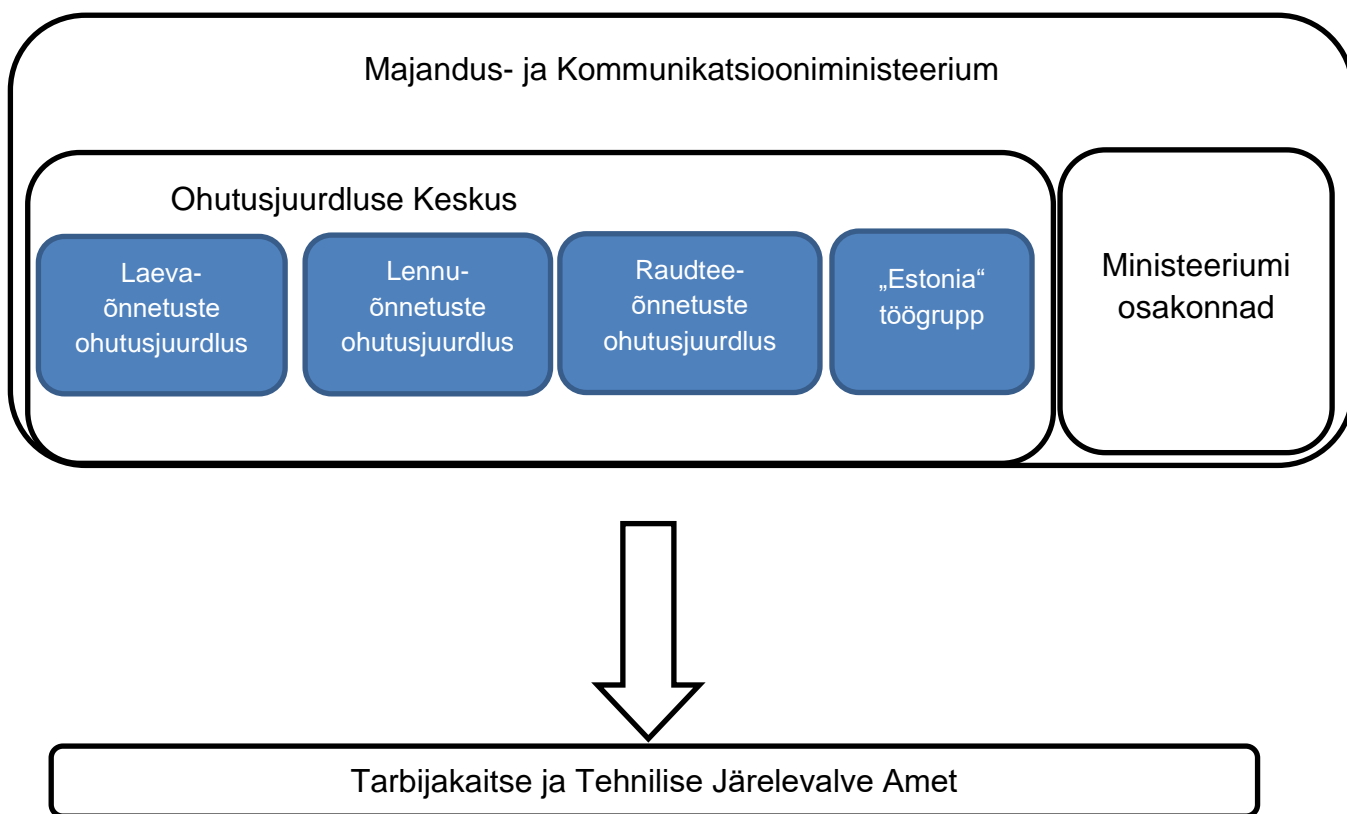 Majandus- ja Kommunikatsiooniministeerium
Ohutusjuurdluse Keskus
Laeva-
õnnetuste
ohutusjuurdlus
Lennu-
õnnetuste
ohutusjuurdlus
Raudtee-
õnnetuste
ohutusjuurdlus
„Estonia“
töögrupp
Ministeeriumi
osakonnad
Tarbijakaitse ja Tehnilise Järelevalve Amet